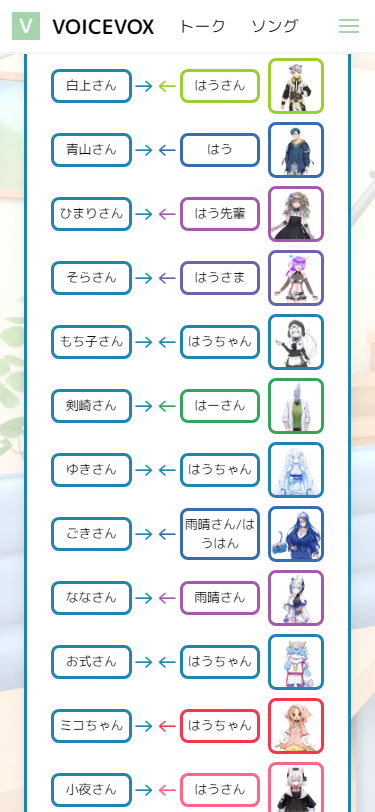 V VOICEVOX トーク ソング
白上さん → ← はうさん
青山さん → ← はう
ひまりさん → ← はう先輩
そらさん → ← はうさま
もち子さん → ← はうちゃん
剣崎さん → ← はーさん
ゆきさん → ← はうちゃん
ごきさん → ← 雨晴さん/は
うはん
ななさん → ← 雨晴さん
お式さん → ← はうちゃん
ミコちゃん → ← はうちゃん
小夜さん → ← はうさん